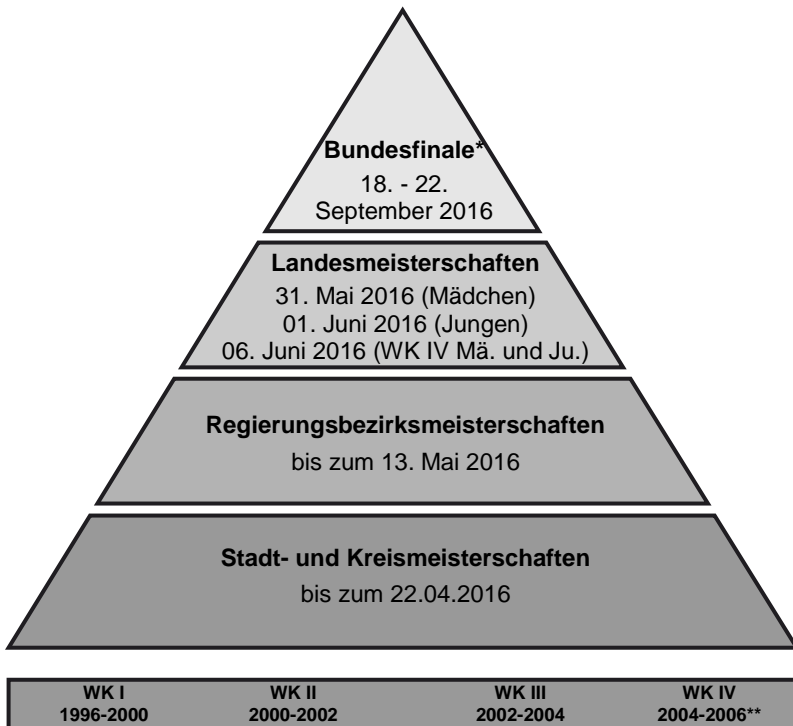 Bundesfinale*
18. - 22.
September 2016
Landesmeisterschaften
31. Mai 2016 (Mädchen)
01. Juni 2016 (Jungen)
06. Juni 2016 (WK IV Mä. und Ju.)
Regierungsbezirksmeisterschaften
bis zum 13. Mai 2016
Stadt- und Kreismeisterschaften
bis zum 22.04.2016
WK I WK II WK III WK IV
1996-2000 2000-2002 2002-2004 2004-2006**